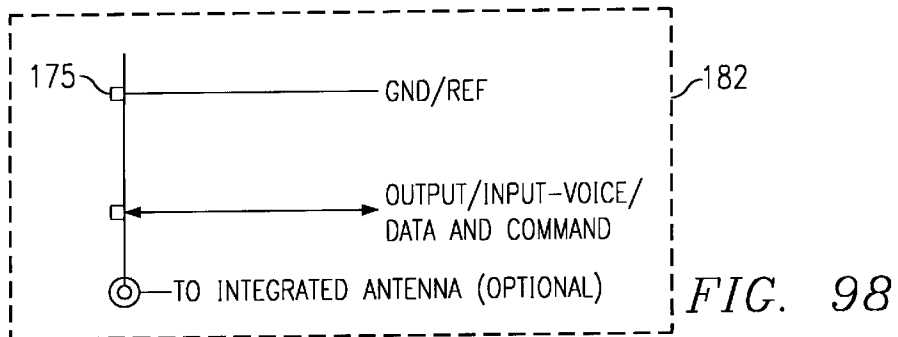 175
GND/REF
182
OUTPUT/INPUT-VOICE/
DATA AND COMMAND
TO INTEGRATED ANTENNA (OPTIONAL)
FIG. 98